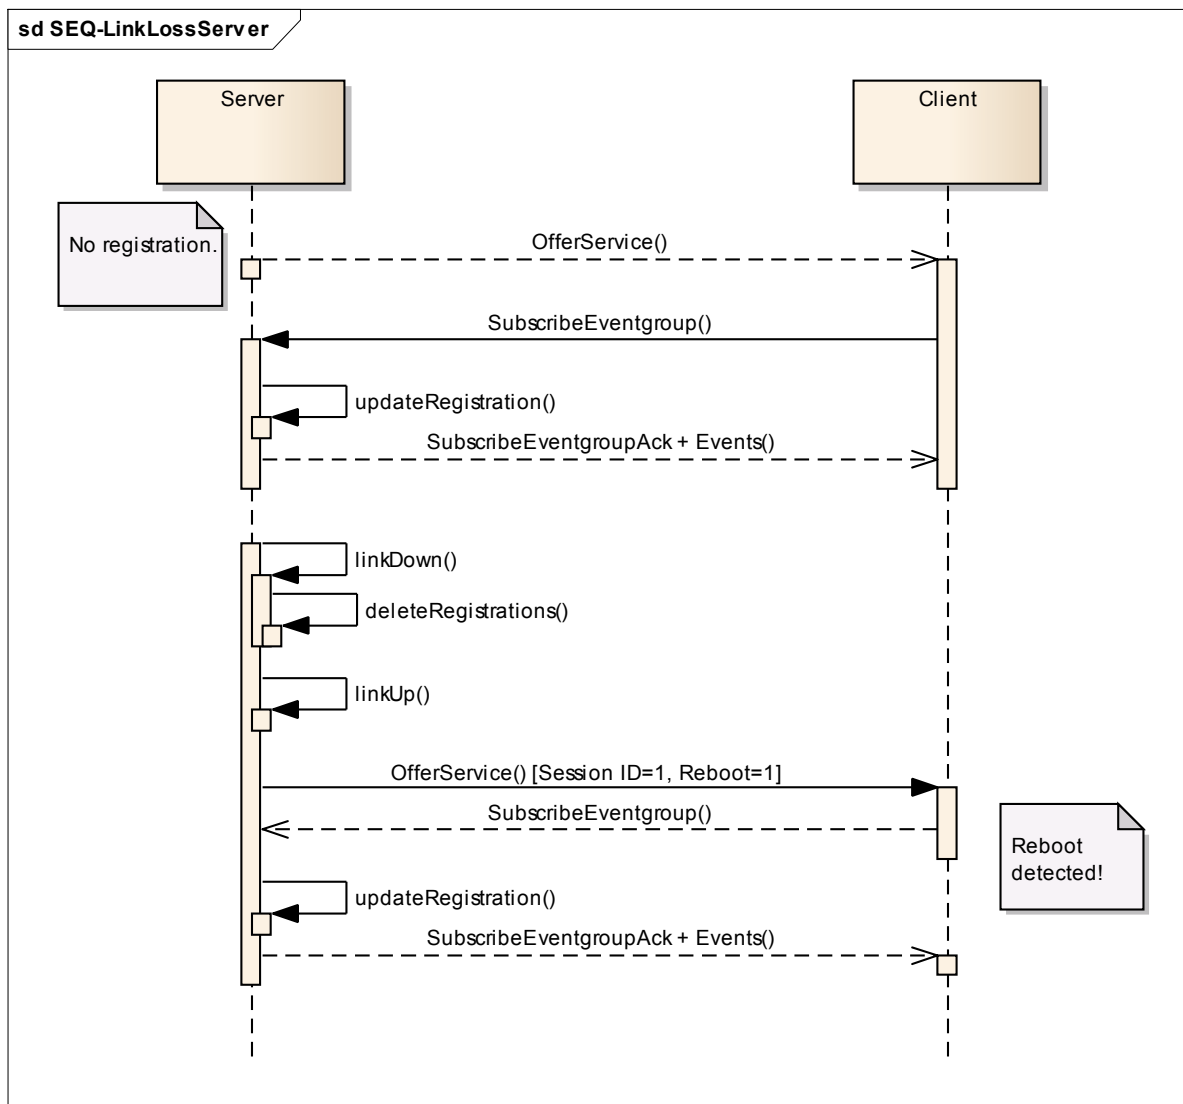 sd SEQ-LinkLossServer
Server
Client
No registration.
OfferService()
SubscribeEventgroup()
updateRegistration()
SubscribeEventgroupAck + Events()
linkDown()
deleteRegistrations()
linkUp()
OfferService() [Session ID=1, Reboot=1]
SubscribeEventgroup()
Reboot
detected!
updateRegistration()
SubscribeEventgroupAck + Events()